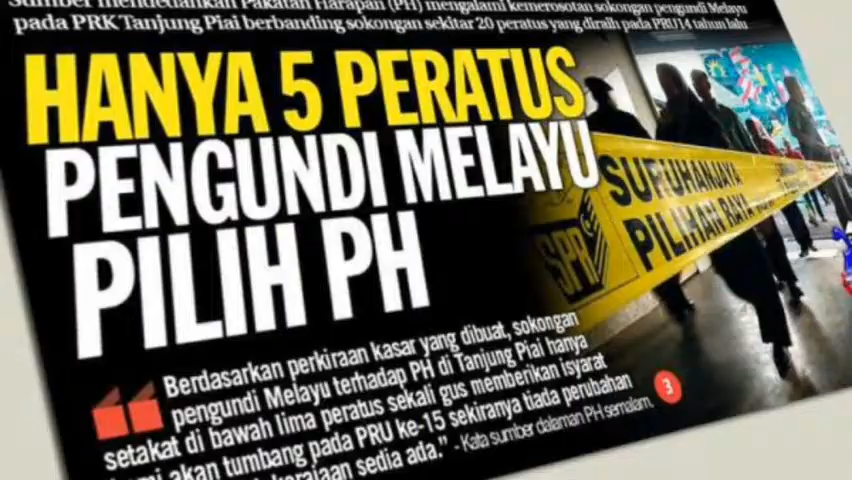 Sumber mendedahkan Pakatan Harapan (PH) mengalami kemerosotan sokongan pengundi Melayu
pada PRK Tanjung Piai berbanding sokongan sekitar 20 peratus yang diraih pada PRU14 tahun lalu
HANYA 5 PERATUS
PENGUNDI MELAYU
PILIH PH
SURUHANJAYA
PILIHAN RAYA
SPR
Berdasarkan perkiraan kasar yang dibuat, sokongan
pengundi Melayu terhadap PH di Tanjung Piai hanya
setakat di bawah lima peratus sekali gus memberikan isyarat
akan tumbang pada PRU ke-15 sekiranya tiada perubahan
kerajaan sedia ada." - Kata sumber dalaman PH semalam.
3